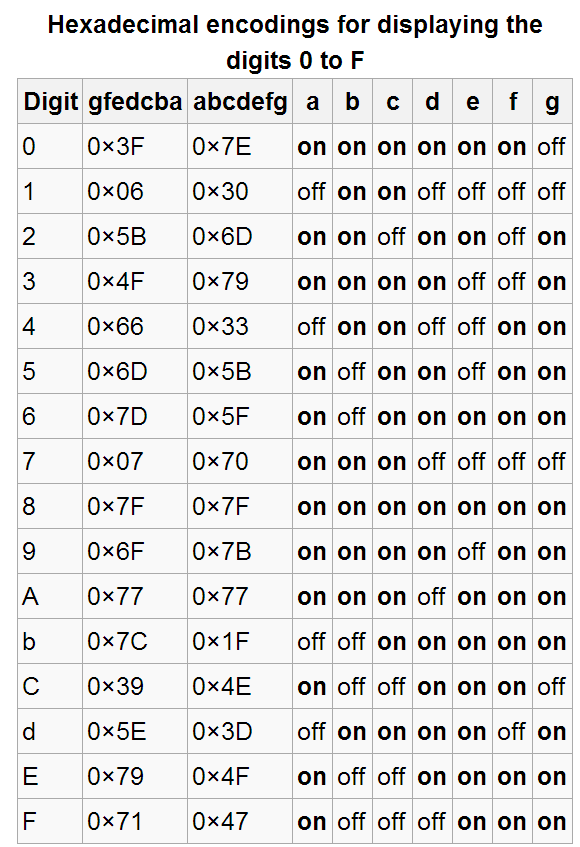 Hexadecimal encodings for displaying the
digits 0 to F
Digit gfedcba abcdefg a b c d e f g
0 0×3F 0×7E on on on on on on off
1 0×06 0×30 off on on off off off off
2 0×5B 0×6D on on off on on off on
3 0×4F 0×79 on on on on off off on
4 0×66 0×33 off on on off off on on
5 0×6D 0×5B on off on on off on on
6 0×7D 0×5F on off on on on on on
7 0×07 0×70 on on on off off off off
8 0×7F 0×7F on on on on on on on
9 0×6F 0×7B on on on on off on on
A 0×77 0×77 on on on off on on on
b 0×7C 0×1F off off on on on on on
C 0×39 0×4E on off off on on on off
d 0×5E 0×3D off on on on on off on
E 0×79 0×4F on off off on on on on
F 0×71 0×47 on off off off on on on